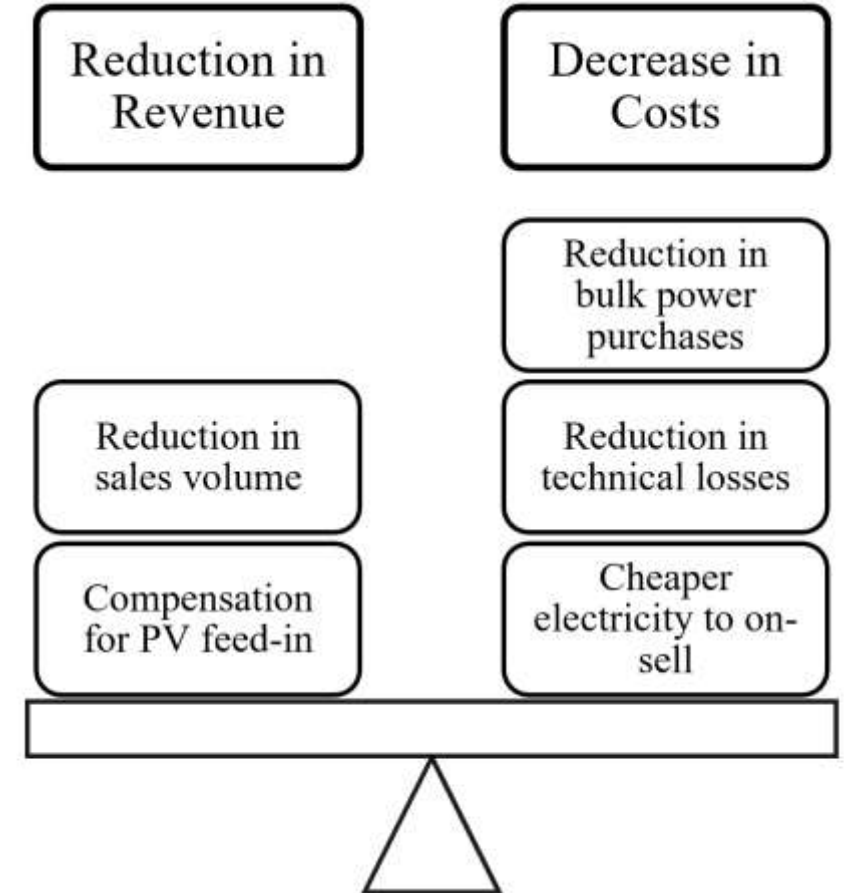 Reduction in
Revenue
Decrease in
Costs
Reduction in
bulk power
purchases
Reduction in
sales volume
Reduction in
technical losses
Compensation
for PV feed-in
Cheaper
electricity to on-
sell